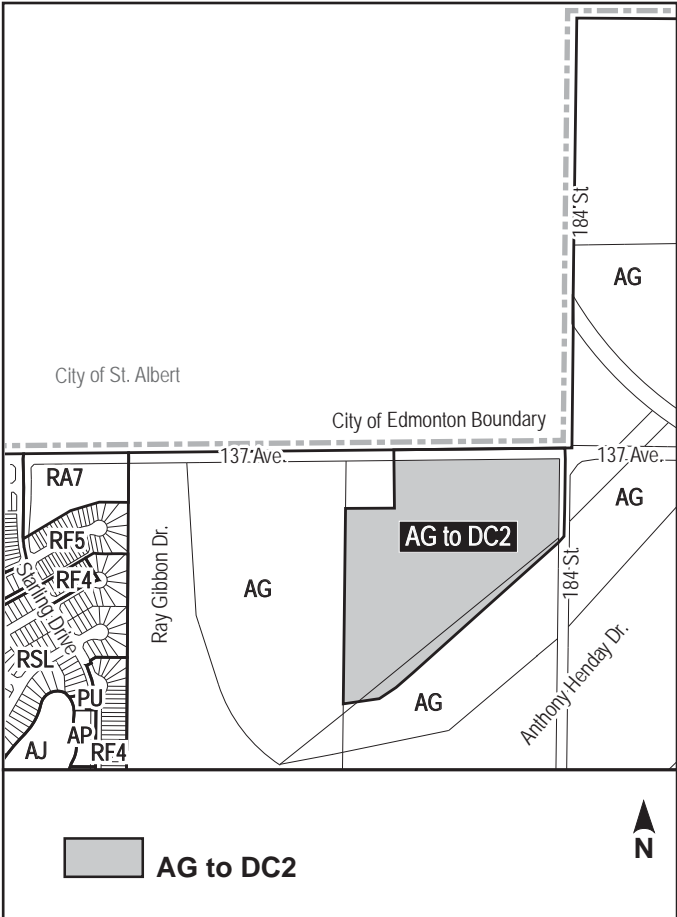 184 St
AG
City of St. Albert
City of Edmonton Boundary
137 Ave.
137 Ave.
RA7
AG
RF5
AG to DC2
Ray Gibbon Dr.
RF4
Starling Drive
AG
184 St
RSL
Anthony Henday Dr.
PU
AG
AP
AJ
RF4
N
AG to DC2